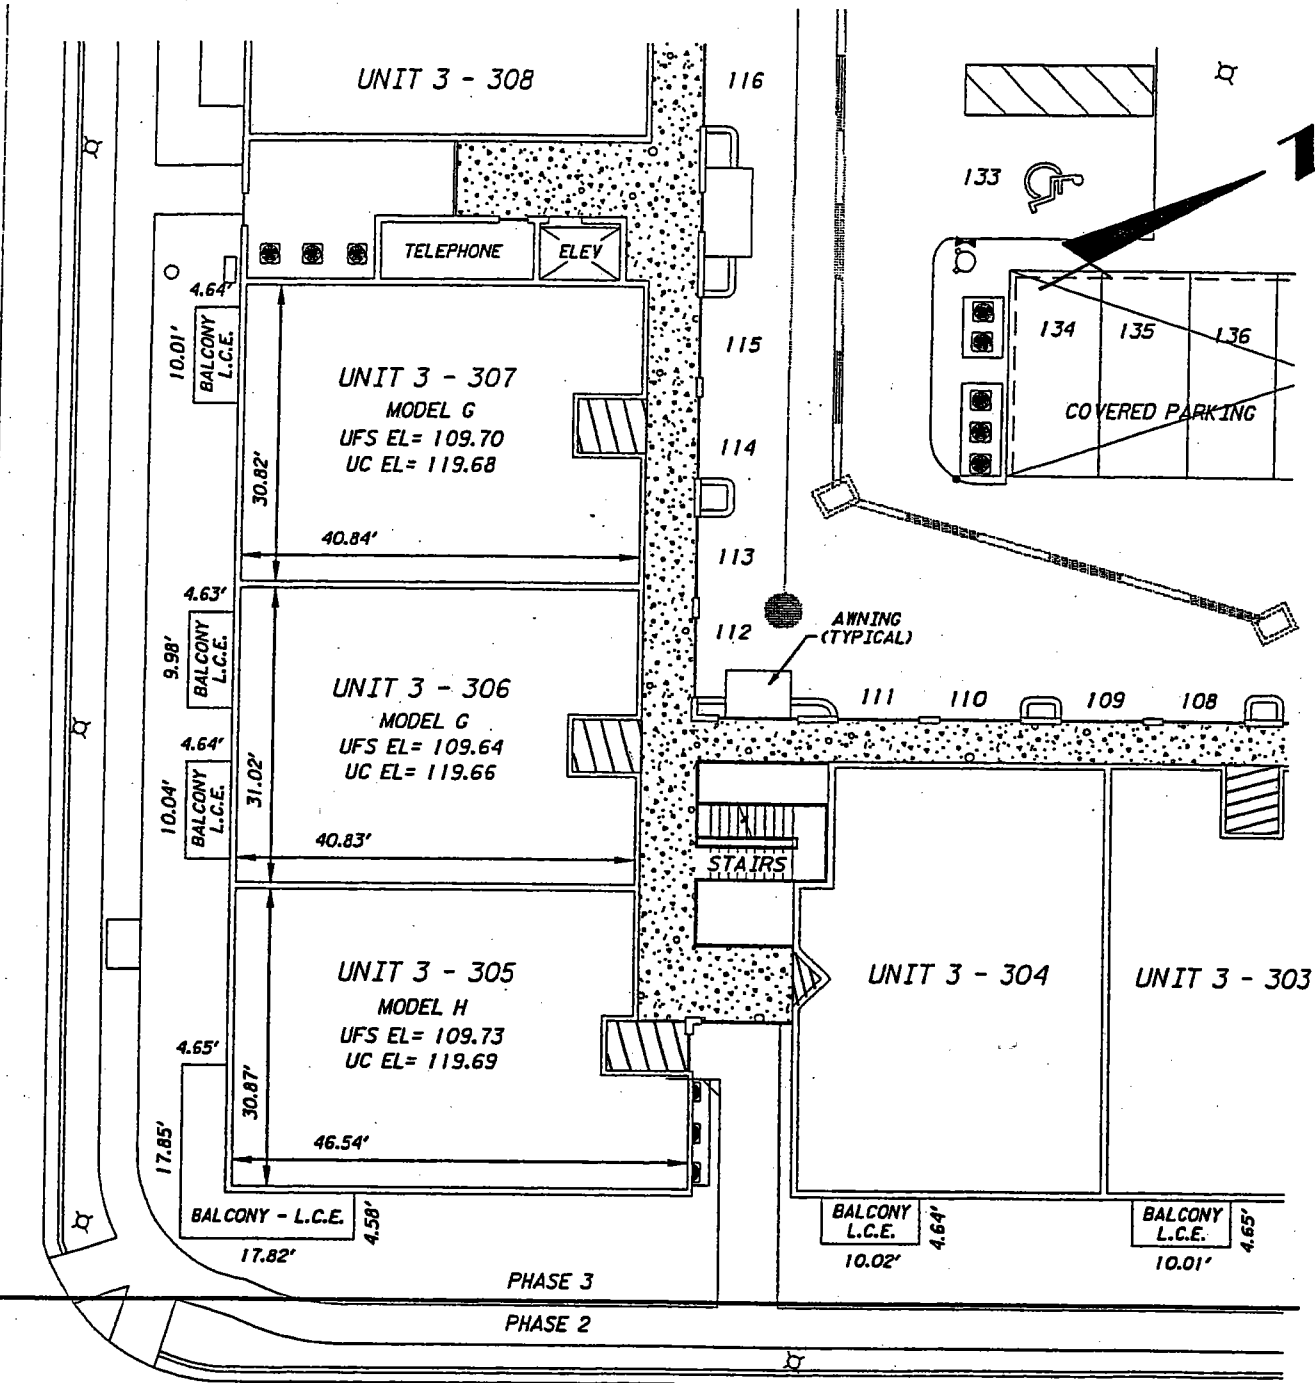 UNIT 3 - 308
116
133
TELEPHONE
ELEV
4.64'
10.01'
BALCONY
L.C.E.
UNIT 3 - 307
MODEL G
UFS EL= 109.70
UC EL= 119.68
30.82'
40.84'
115
114
113
112
134
135
136
COVERED PARKING
AWNING
(TYPICAL)
111
110
109
108
4.63'
9.98'
BALCONY
L.C.E.
4.64'
10.04'
BALCONY
L.C.E.
UNIT 3 - 306
MODEL G
UFS EL= 109.64
UC EL= 119.66
31.02'
40.83'
STAIRS
UNIT 3 - 305
MODEL H
UFS EL= 109.73
UC EL= 119.69
30.87'
46.54'
UNIT 3 - 304
UNIT 3 - 303
4.65'
17.85'
BALCONY - L.C.E.
4.58'
17.82'
BALCONY
L.C.E.
4.64'
10.02'
BALCONY
L.C.E.
4.65'
10.01'
PHASE 3
PHASE 2